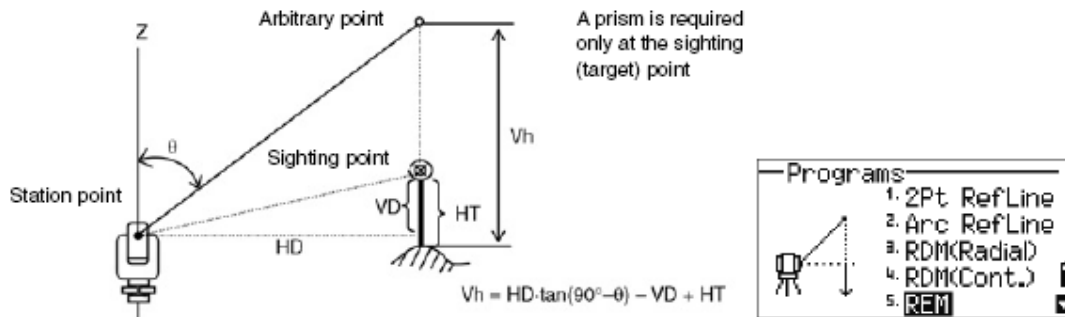 Arbitrary point
Z
A prism is required
only at the sighting
(target) point
θ
Vh
Sighting point
Station point
VD
HT
HD
Vh = HD·tan(90°–θ) – VD + HT
Programs
1. 2Pt RefLine
2. Arc RefLine
3. RDM(Radial)
4. RDM(Cont.)
5. REM